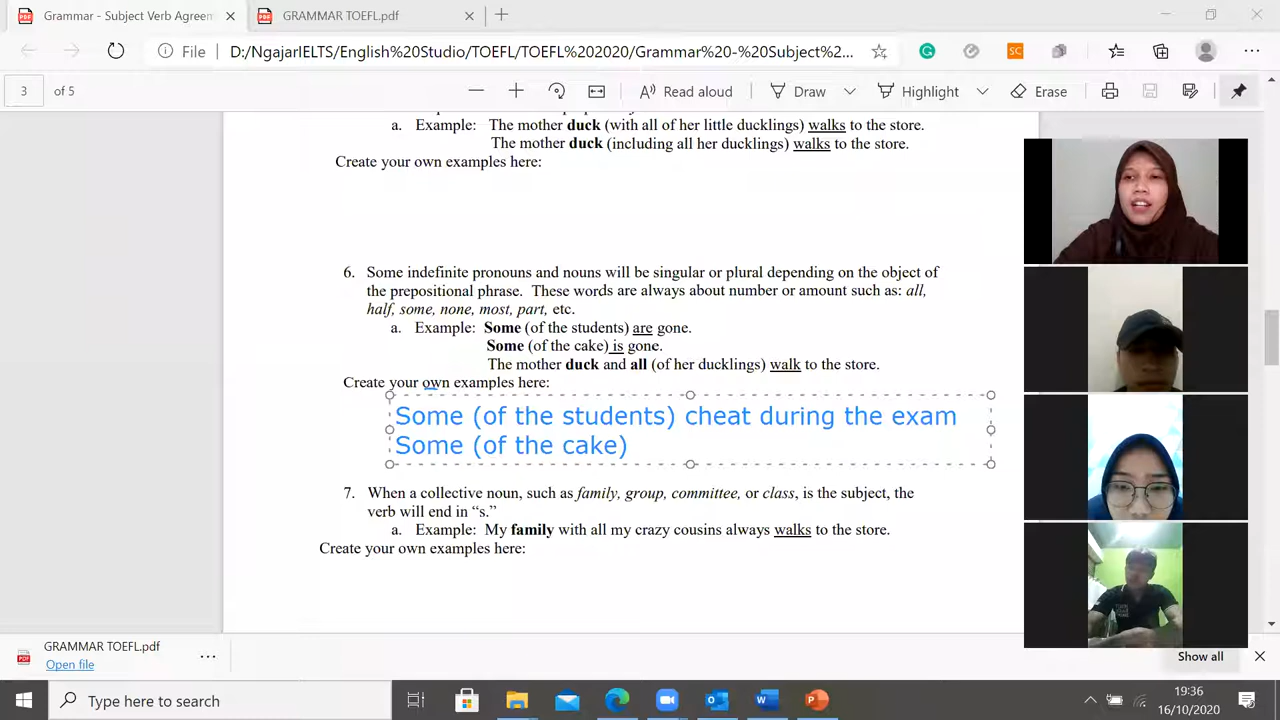 Grammar - Subject Verb Agreen
GRAMMAR TOEFL.pdf
File
D:/NgajarIELTS/English%20Studio/TOEFL/TOEFL%202020/Grammar%20-%20Subject%2...
3 of 5
Read aloud
Draw
Highlight
Erase
a. Example: The mother duck (with all of her little ducklings) walks to the store.
The mother duck (including all her ducklings) walks to the store.
Create your own examples here:
6. Some indefinite pronouns and nouns will be singular or plural depending on the object of
the prepositional phrase. These words are always about number or amount such as: all,
half, some, none, most, part, etc.
a. Example: Some (of the students) are gone.
Some (of the cake) is gone.
The mother duck and all (of her ducklings) walk to the store.
Create your own examples here:
Some (of the students) cheat during the exam
Some (of the cake)
7. When a collective noun, such as family, group, committee, or class, is the subject, the
verb will end in “s.”
a. Example: My family with all my crazy cousins always walks to the store.
Create your own examples here:
GRAMMAR TOEFL.pdf
Open file
Show all
Type here to search
19:36
16/10/2020